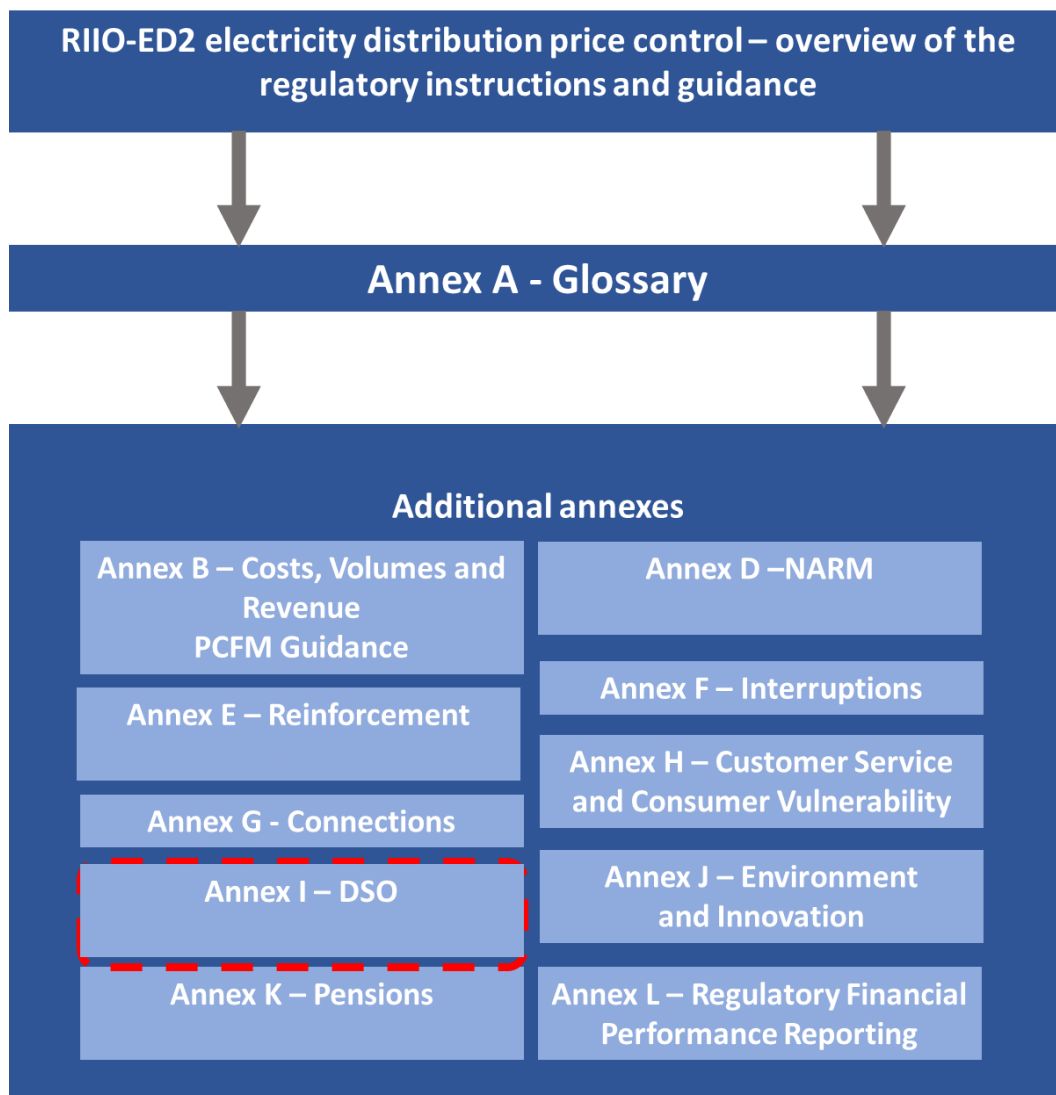 RIIO-ED2 electricity distribution price control – overview of the
regulatory instructions and guidance
Annex A - Glossary
Additional annexes
Annex B – Costs, Volumes and
Revenue
PCFM Guidance
Annex D –NARM
Annex E – Reinforcement
Annex F – Interruptions
Annex G - Connections
Annex H – Customer Service
and Consumer Vulnerability
Annex I – DSO
Annex J – Environment
and Innovation
Annex K – Pensions
Annex L – Regulatory Financial
Performance Reporting